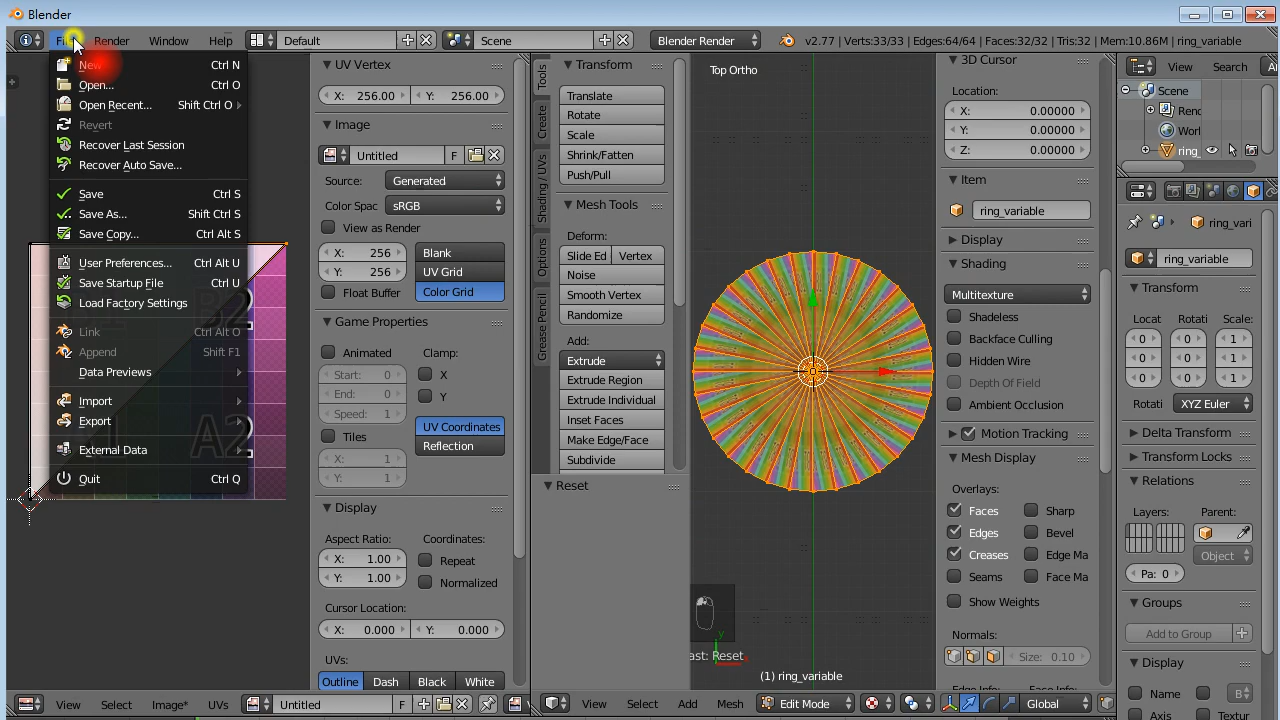 Blender
File Render Window Help Default Scene Blender Render v2.77 | Verts:33/33 | Edges:64/64 | Faces:32/32 | Tris:32 | Mem:10.86M | ring_variable
New Ctrl N
Open... Ctrl O
Open Recent... Shift Ctrl O
Revert
Recover Last Session
Recover Auto Save...
Save Ctrl S
Save As... Shift Ctrl S
Save Copy... Ctrl Alt S
User Preferences... Ctrl Alt U
Save Startup File Ctrl U
Load Factory Settings
Link Ctrl Alt O
Append Shift F1
Data Previews
Import
Export
External Data
Quit Ctrl Q
B2
A2
UV Vertex
X: 256.00 Y: 256.00
Image
Untitled F
Source: Generated
Color Spac sRGB
View as Render
X: 256 Blank
Y: 256 UV Grid
Float Buffer Color Grid
Game Properties
Animated Clamp:
Start: 0 X
End: 0 Y
Speed: 1
Tiles UV Coordinates
X: 1 Reflection
Y: 1
Display
Aspect Ratio: Coordinates:
X: 1.00 Repeat
Y: 1.00 Normalized
Cursor Location:
X: 0.000 Y: 0.000
UVs:
Outline Dash Black White
View Select Image* UVs Untitled F
Tools
Create
Shading / UVs
Options
Grease Pencil
Transform
Translate
Rotate
Scale
Shrink/Fatten
Push/Pull
Mesh Tools
Deform:
Slide Ed Vertex
Noise
Smooth Vertex
Randomize
Add:
Extrude
Extrude Region
Extrude Individual
Inset Faces
Make Edge/Face
Subdivide
Reset
Top Ortho
y
x
ast: Reset
(1) ring_variable
View Select Add Mesh Edit Mode Global
3D Cursor
Location:
X: 0.00000
Y: 0.00000
Z: 0.00000
Item
ring_variable
Display
Shading
Multitexture
Shadeless
Backface Culling
Hidden Wire
Depth Of Field
Ambient Occlusion
Motion Tracking
Mesh Display
Overlays:
Faces Sharp
Edges Bevel
Creases Edge Ma
Seams Face Ma
Show Weights
Normals:
Size: 0.10
View Search Al
Scene
Renc
Worl
ring_
ring_vari
ring_variable
Transform
Locat Rotati Scale:
0 0 1
0 0 1
0 0 1
Rotati XYZ Euler
Delta Transform
Transform Locks
Relations
Layers: Parent:
Object
Pa: 0
Groups
Add to Group
Display
Name B
Axis Textur